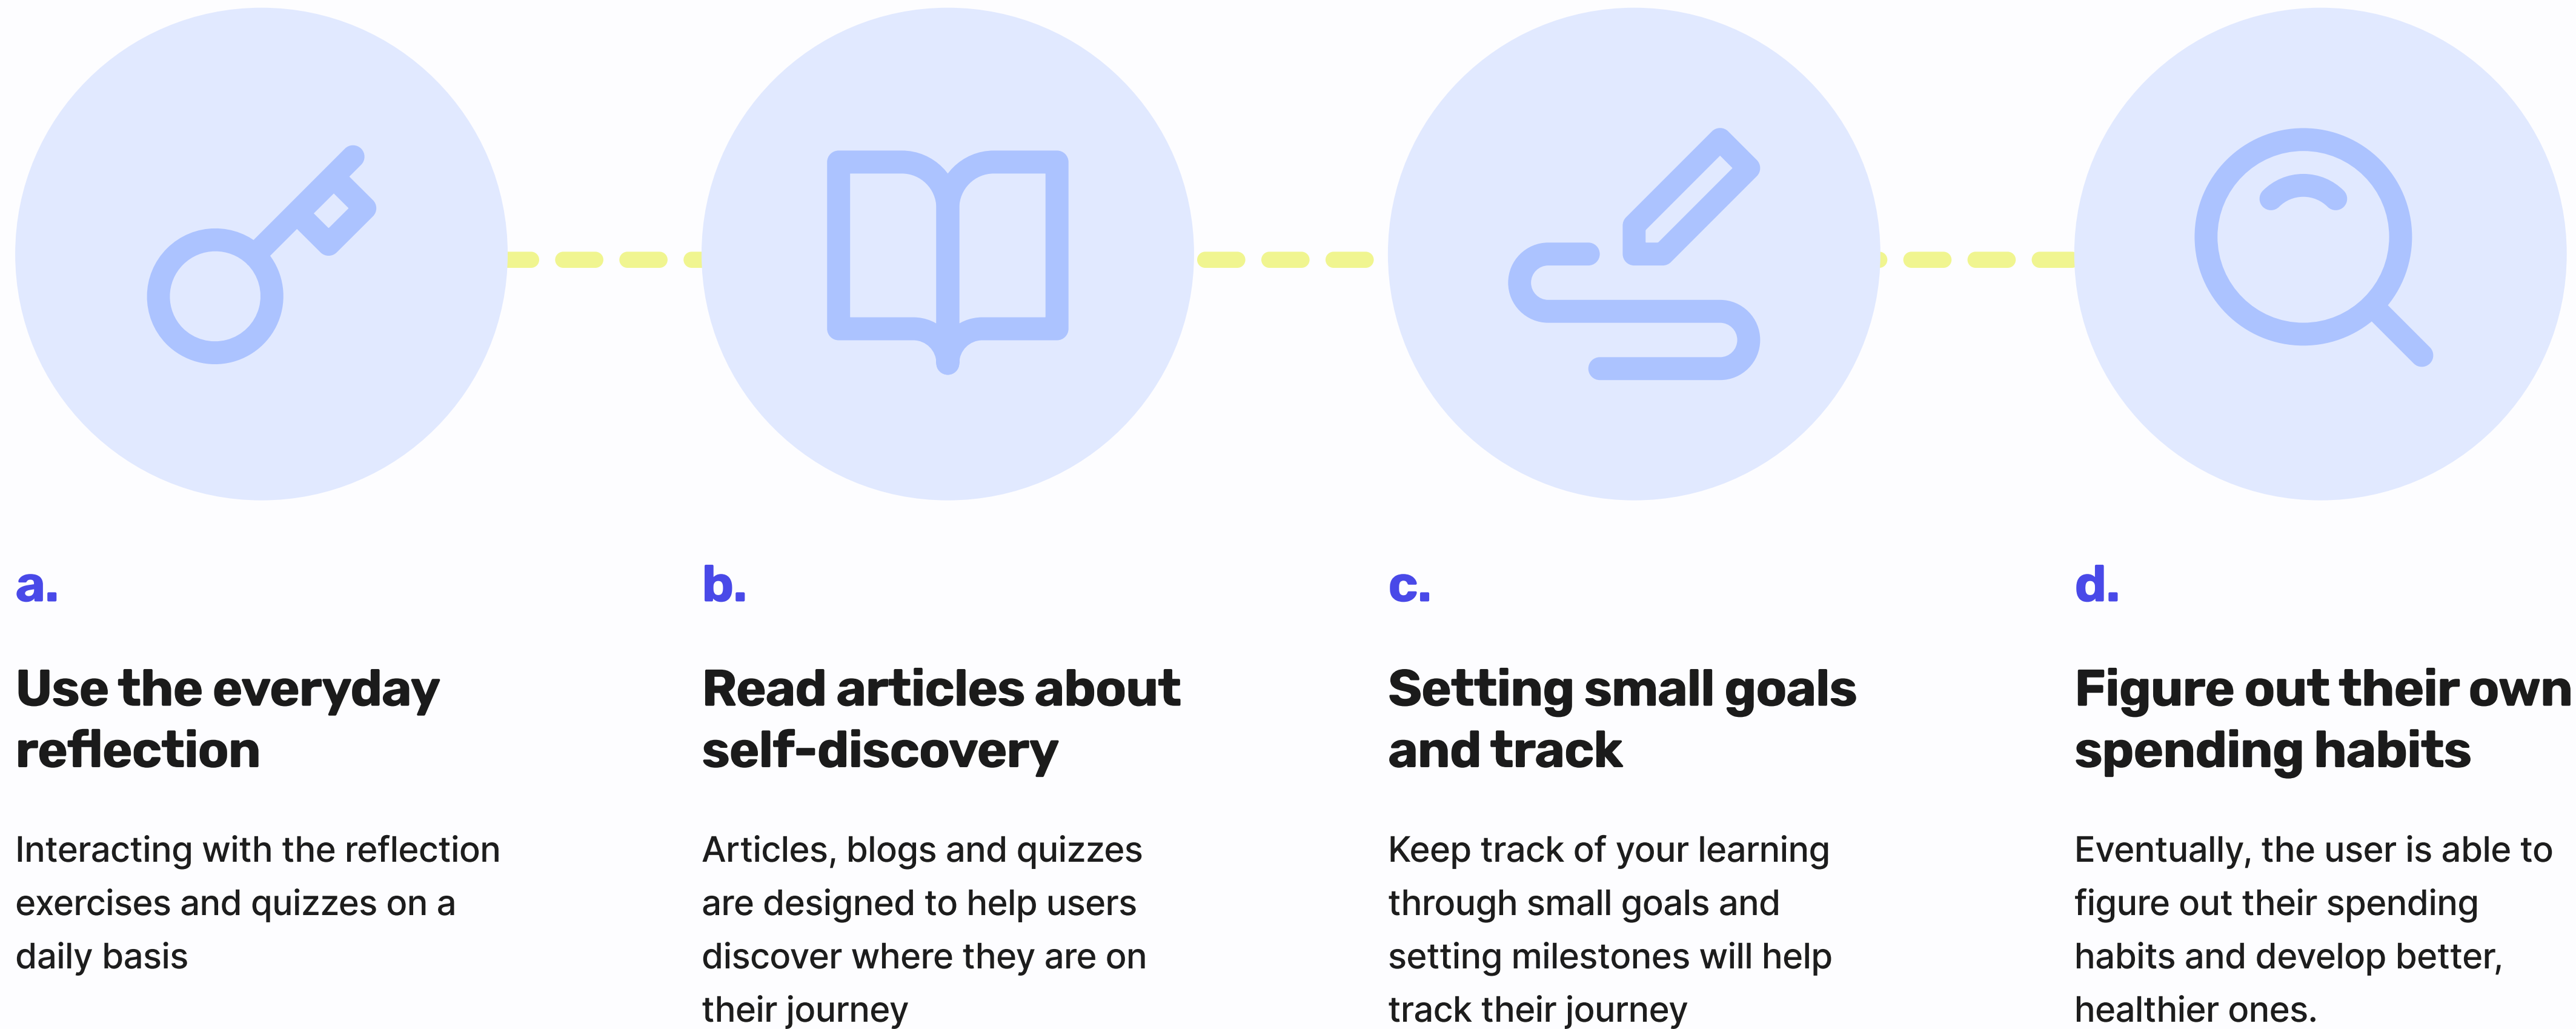 a.
Use the everyday
reflection
Interacting with the reflection
exercises and quizzes on a
daily basis
b.
Read articles about
self-discovery
Articles, blogs and quizzes
are designed to help users
discover where they are on
their journey
c.
Setting small goals
and track
Keep track of your learning
through small goals and
setting milestones will help
track their journey
d.
Figure out their own
spending habits
Eventually, the user is able to
figure out their spending
habits and develop better,
healthier ones.